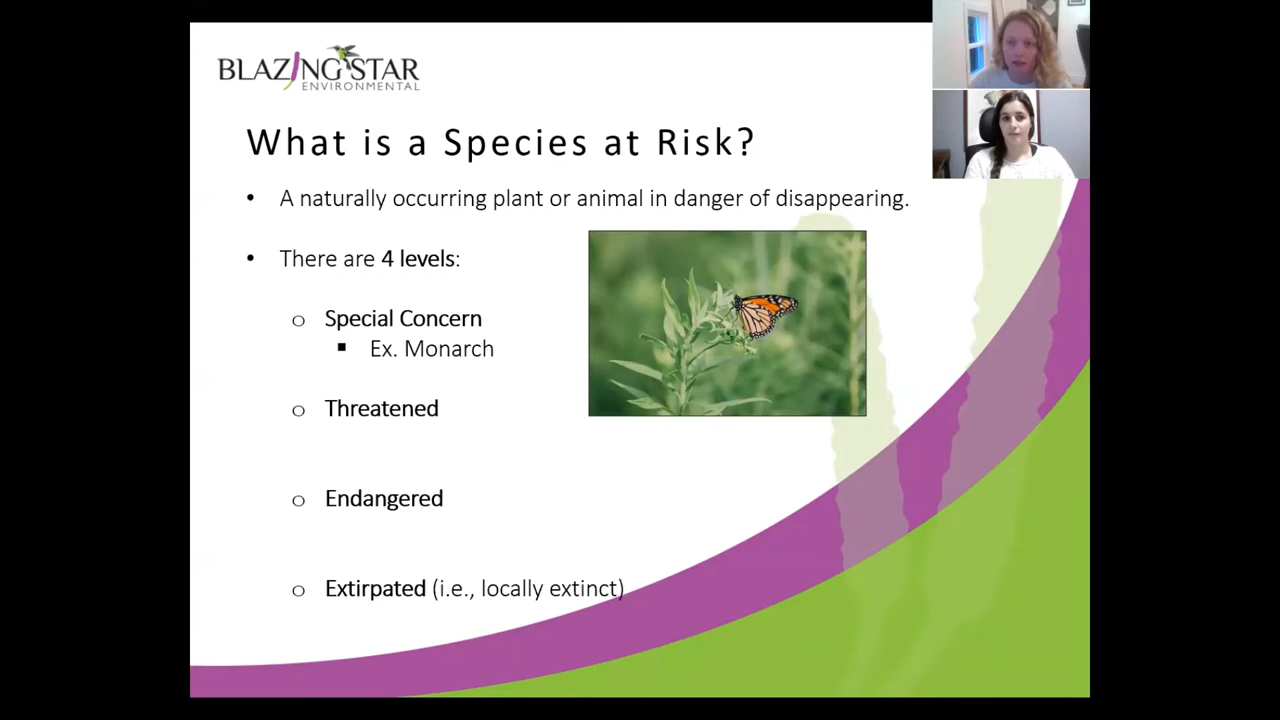 BLAZING STAR
ENVIRONMENTAL
What is a Species at Risk?
• A naturally occurring plant or animal in danger of disappearing.
• There are 4 levels:
o Special Concern
▪ Ex. Monarch
o Threatened
o Endangered
o Extirpated (i.e., locally extinct)